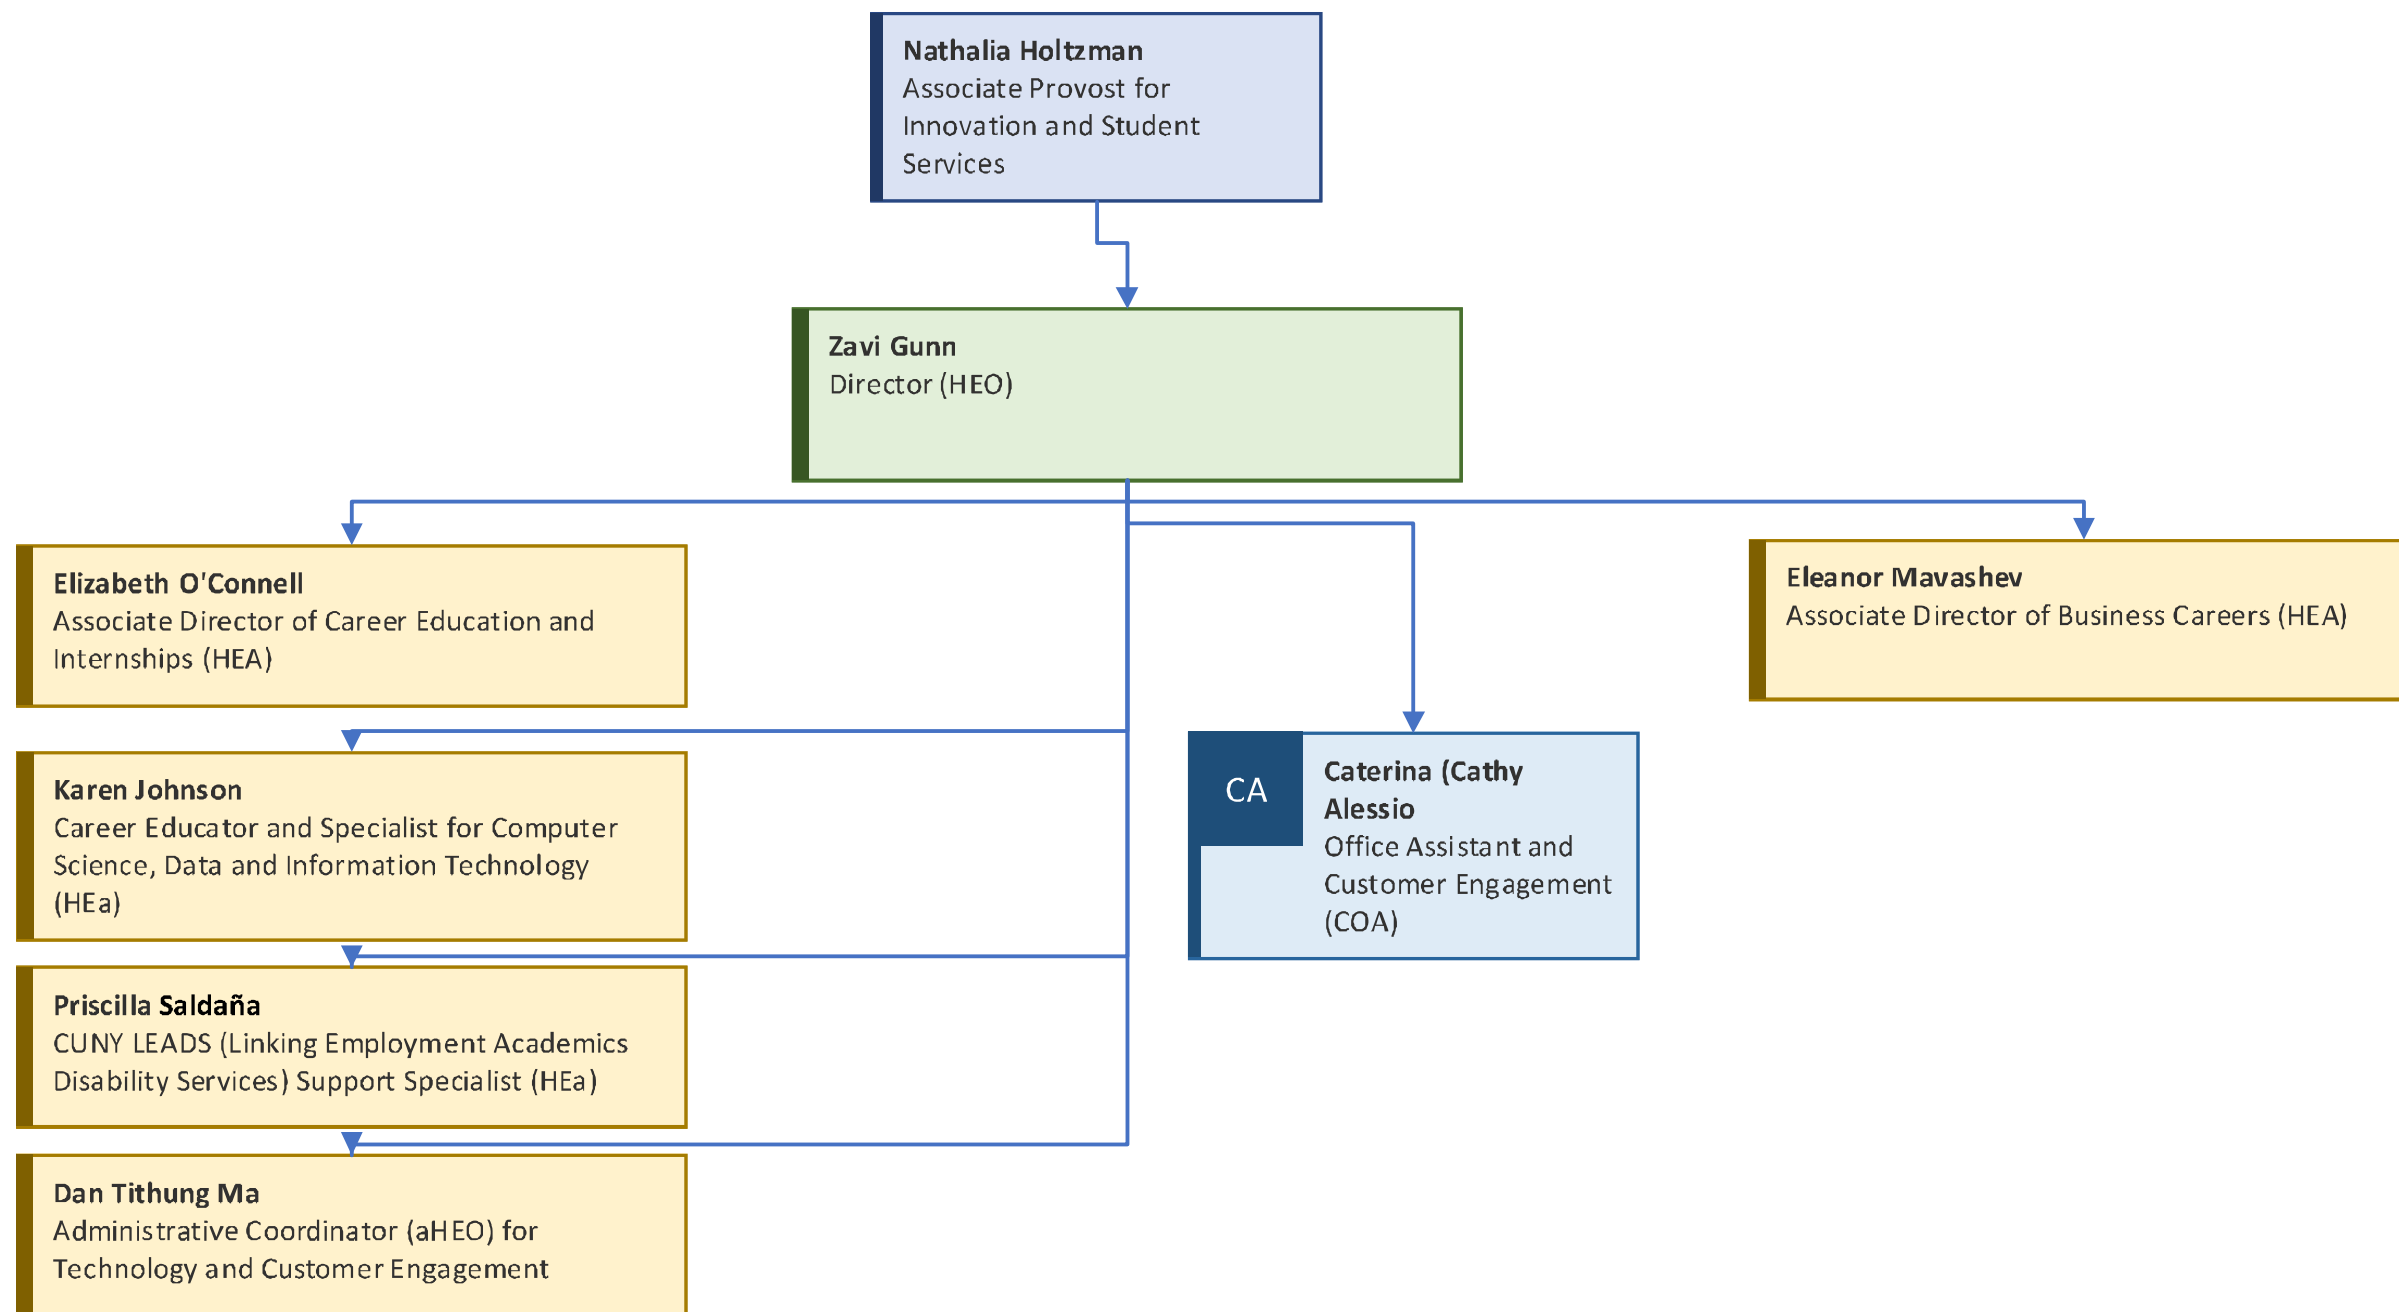 Nathalia Holtzman
Associate Provost for
Innovation and Student
Services
Zavi Gunn
Director (HEO)
Elizabeth O'Connell
Associate Director of Career Education and
Internships (HEA)
Eleanor Mavashev
Associate Director of Business Careers (HEA)
Karen Johnson
Career Educator and Specialist for Computer
Science, Data and Information Technology
(HEa)
CA
Caterina (Cathy
Alessio
Office Assistant and
Customer Engagement
(COA)
Priscilla Saldaña
CUNY LEADS (Linking Employment Academics
Disability Services) Support Specialist (HEa)
Dan Tithung Ma
Administrative Coordinator (aHEO) for
Technology and Customer Engagement